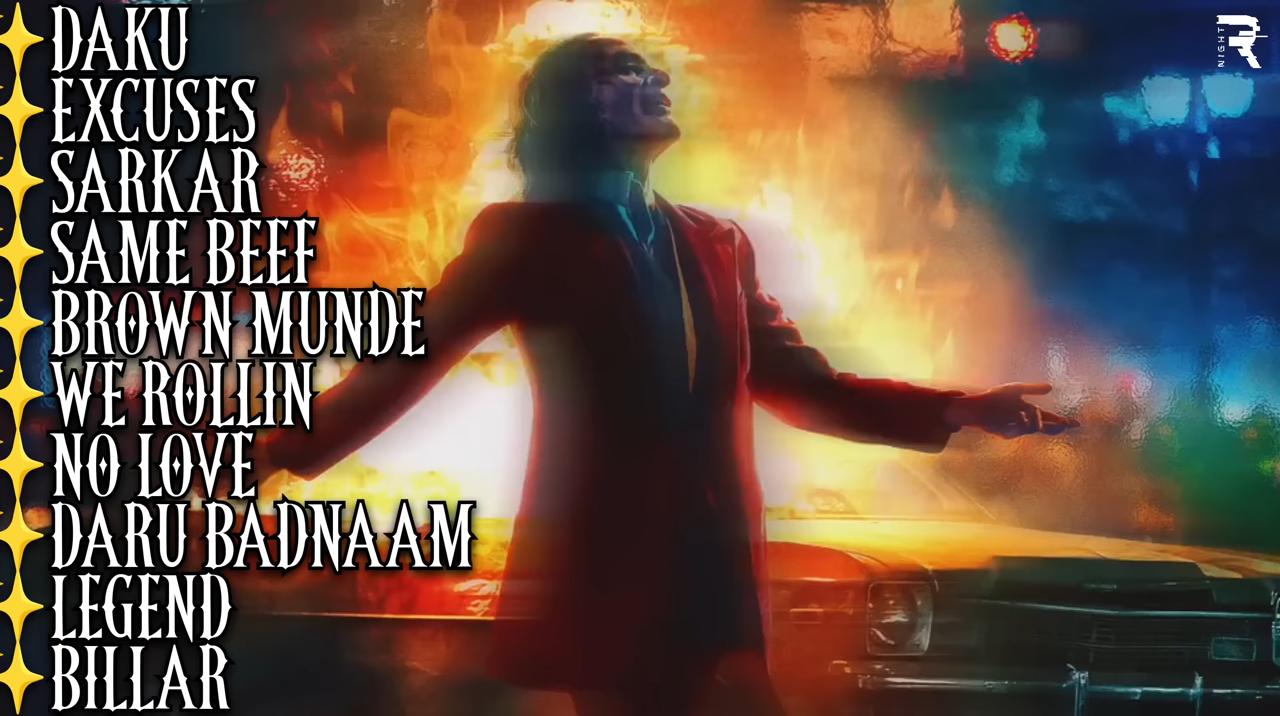 DAKU
EXCUSES
SARKAR
SAME BEEF
BROWN MUNDE
WE ROLLIN
NO LOVE
DARU BADNAAM
LEGEND
BILLAR